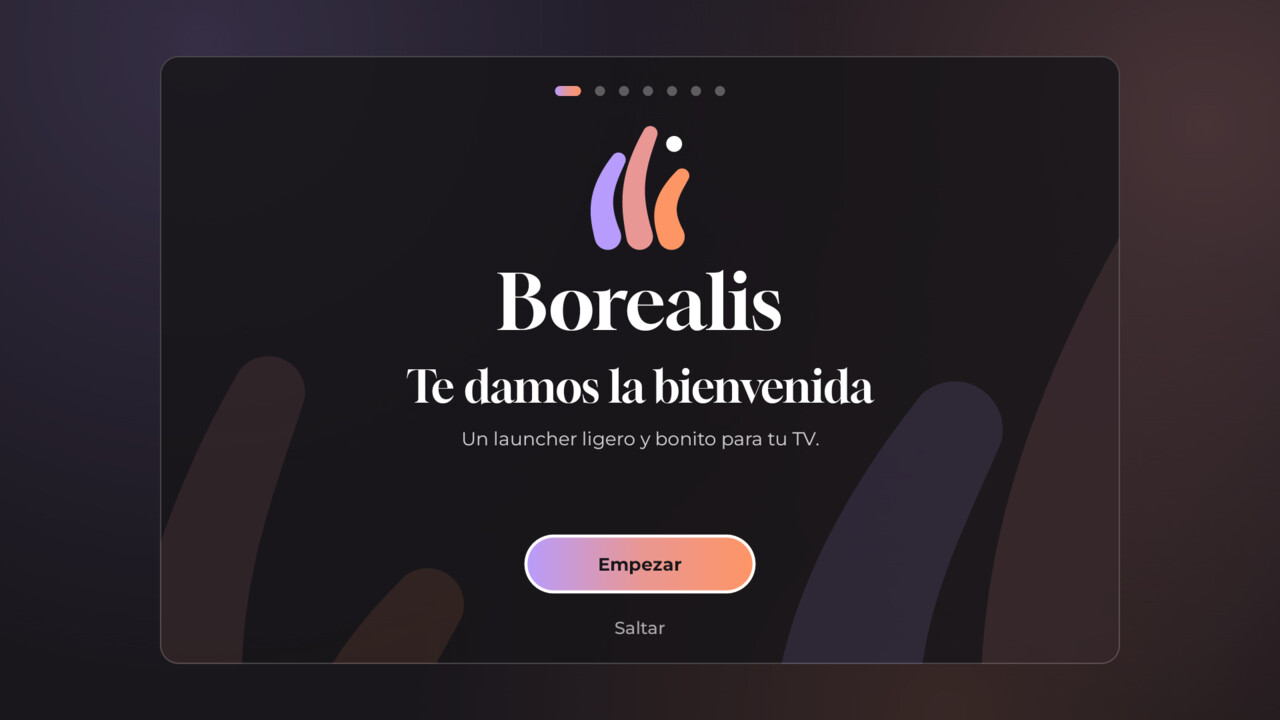 Borealis
Te damos la bienvenida
Un launcher ligero y bonito para tu TV.
Empezar
Saltar